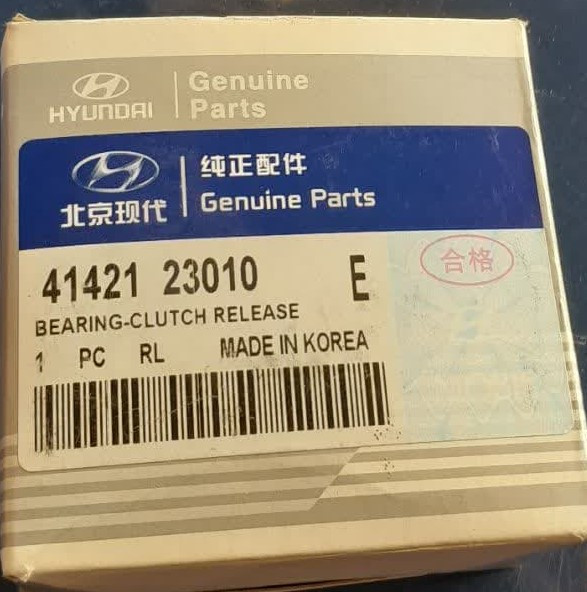 HYUNDAI
Genuine
Parts
北京现代
纯正配件
Genuine Parts
41421 23010 E
合格
BEARING-CLUTCH RELEASE
1 PC RL MADE IN KOREA